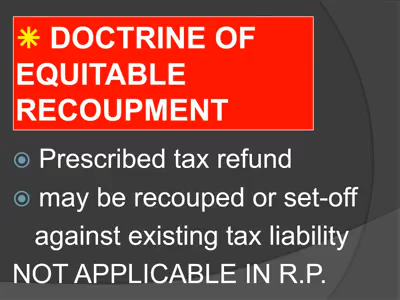 DOCTRINE OF
EQUITABLE
RECOUPMENT
Prescribed tax refund
may be recouped or set-off
against existing tax liability
NOT APPLICABLE IN R.P.